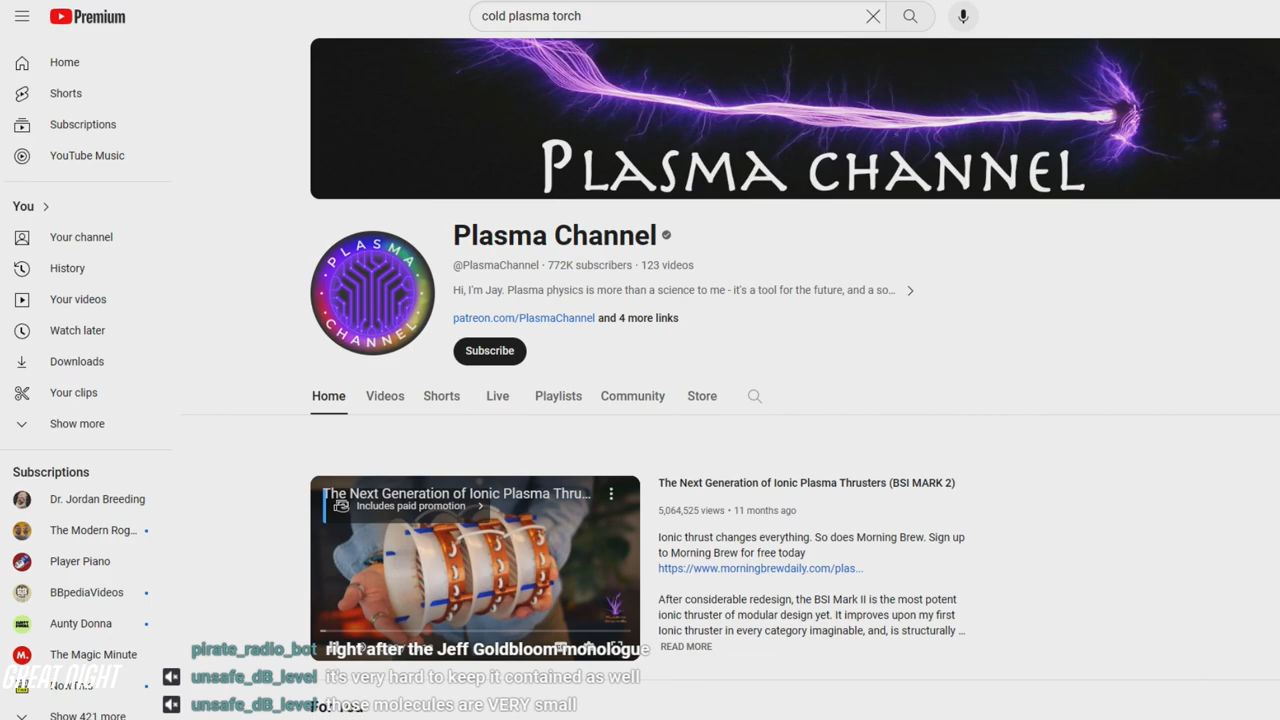 Premium
cold plasma torch
Home
Shorts
Subscriptions
YouTube Music
You
Your channel
History
Your videos
Watch later
Downloads
Your clips
Show more
Subscriptions
Dr. Jordan Breeding
The Modern Rog...
Player Piano
BBpediaVideos
Aunty Donna
The Magic Minute
Show 421 more
GREAT NIGHT
PLASMA CHANNEL
PLASMA
CHANNEL
Plasma Channel
@PlasmaChannel · 772K subscribers · 123 videos
Hi, I'm Jay. Plasma physics is more than a science to me - it's a tool for the future, and a so...
patreon.com/PlasmaChannel and 4 more links
Subscribe
Home Videos Shorts Live Playlists Community Store
The Next Generation of Ionic Plasma Thru...
Includes paid promotion
The Next Generation of Ionic Plasma Thrusters (BSI MARK 2)
5,064,525 views • 11 months ago
Ionic thrust changes everything. So does Morning Brew. Sign up
to Morning Brew for free today
https://www.morningbrewdaily.com/plas...
After considerable redesign, the BSI Mark II is the most potent
ionic thruster of modular design yet. It improves upon my first
Ionic thruster in every category imaginable, and, is structurally ...
READ MORE
pirate_radio_bot right after the Jeff Goldbloom monologue
unsafe_dB_level it's very hard to keep it contained as well
unsafe_dB_level those molecules are VERY small
For You